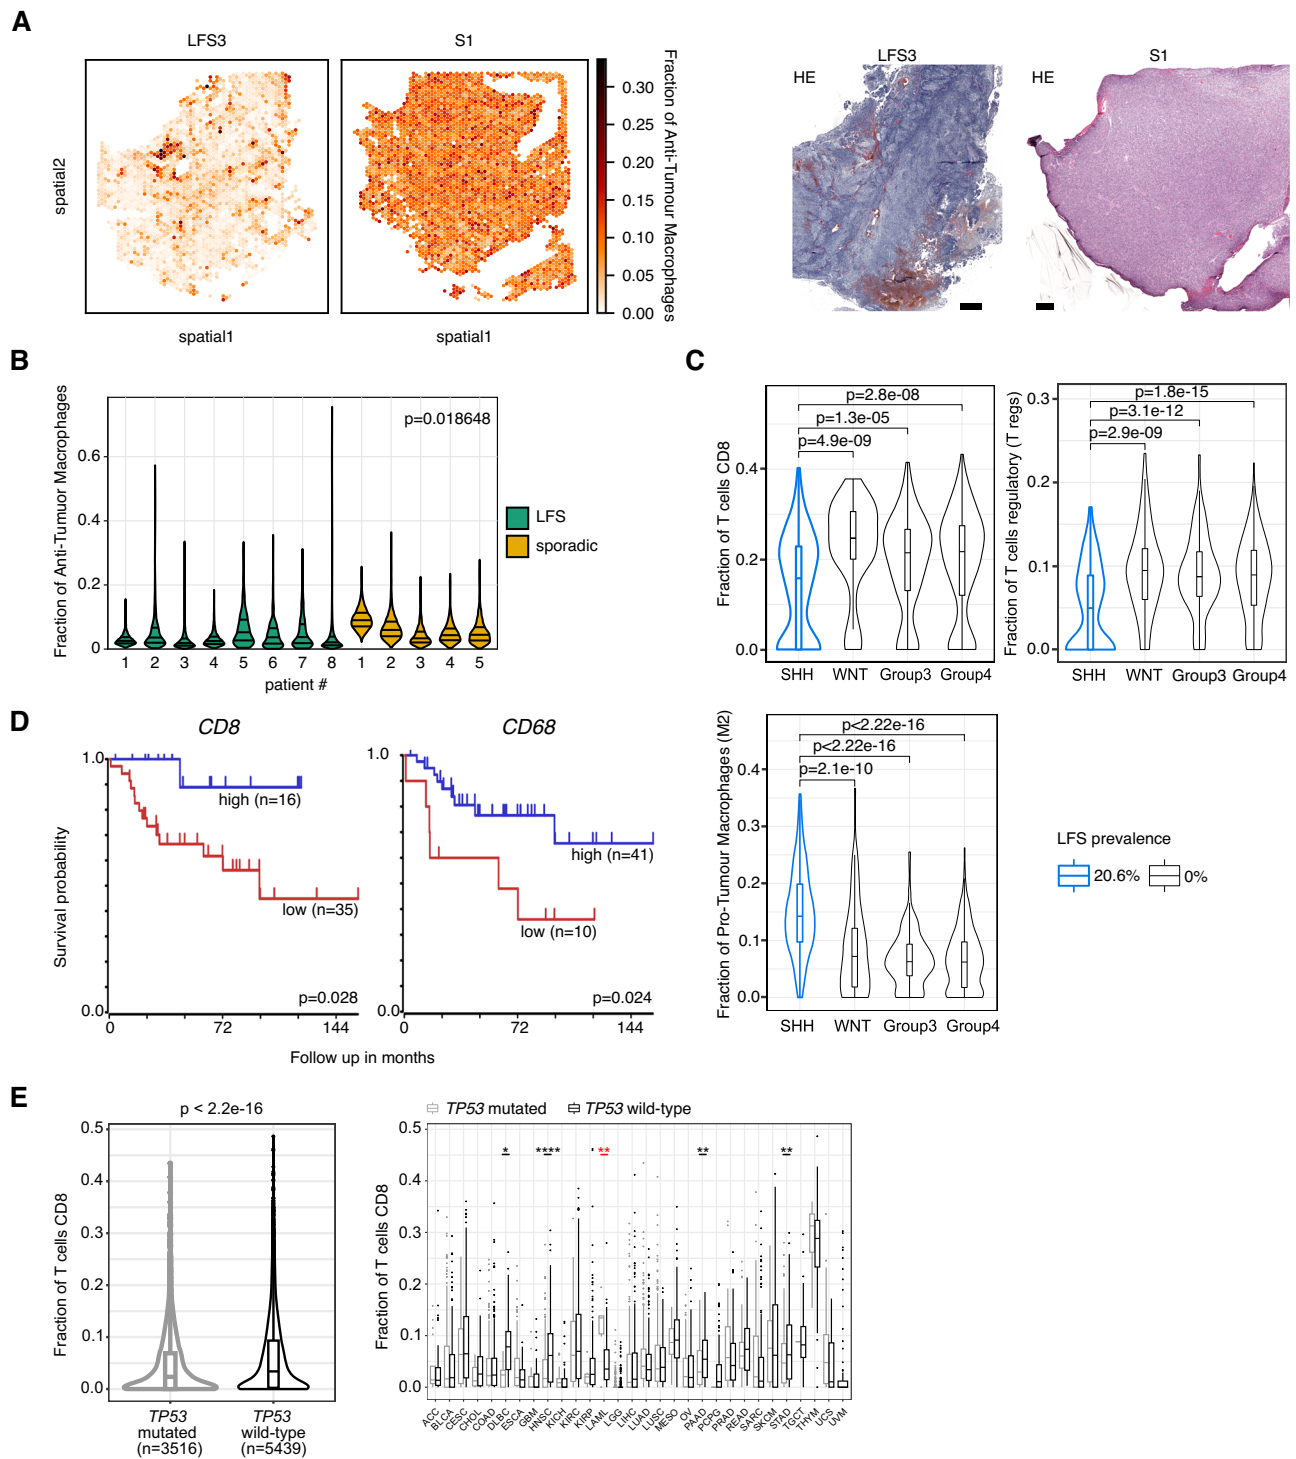 A
LFS3
S1
spatial2
spatial1
spatial1
0.30
0.25
0.20
0.15
0.10
0.05
0.00
Fraction of Anti-Tumour Macrophages
HE
LFS3
HE
S1
B
Fraction of Anti-Tumour Macrophages
0.6
0.4
0.2
0
p=0.018648
1 2 3 4 5 6 7 8 1 2 3 4 5
patient #
LFS
sporadic
C
Fraction of T cells CD8
0.4
0.2
0.0
p=2.8e-08
p=1.3e-05
p=4.9e-09
SHH WNT Group3 Group4
Fraction of T cells regulatory (T regs)
0.3
0.2
0.1
0.0
p=1.8e-15
p=3.1e-12
p=2.9e-09
SHH WNT Group3 Group4
Fraction of Pro-Tumour Macrophages (M2)
0.4
0.3
0.2
0.1
0.0
p<2.22e-16
p<2.22e-16
p=2.1e-10
SHH WNT Group3 Group4
LFS prevalence
20.6% 0%
D
CD8
Survival probability
1.0
0.0
high (n=16)
low (n=35)
p=0.028
0 72 144
CD68
1.0
0.0
high (n=41)
low (n=10)
p=0.024
0 72 144
Follow up in months
E
p < 2.2e-16
Fraction of T cells CD8
0.5
0.4
0.3
0.2
0.1
0.0
TP53
mutated
(n=3516)
TP53
wild-type
(n=5439)
TP53 mutated TP53 wild-type
Fraction of T cells CD8
0.5
0.4
0.3
0.2
0.1
0.0
* **** ** ** **
ACC
BLCA
CESC
CHOL
COAD
DLBC
ESCA
GBM
HNSC
KICH
KIRC
KIRP
LAML
LGG
LIHC
LUAD
LUSC
MESO
OV
PAAD
PCPG
PRAD
READ
SARC
SKCM
STAD
TGCT
THYM
UCS
UVM